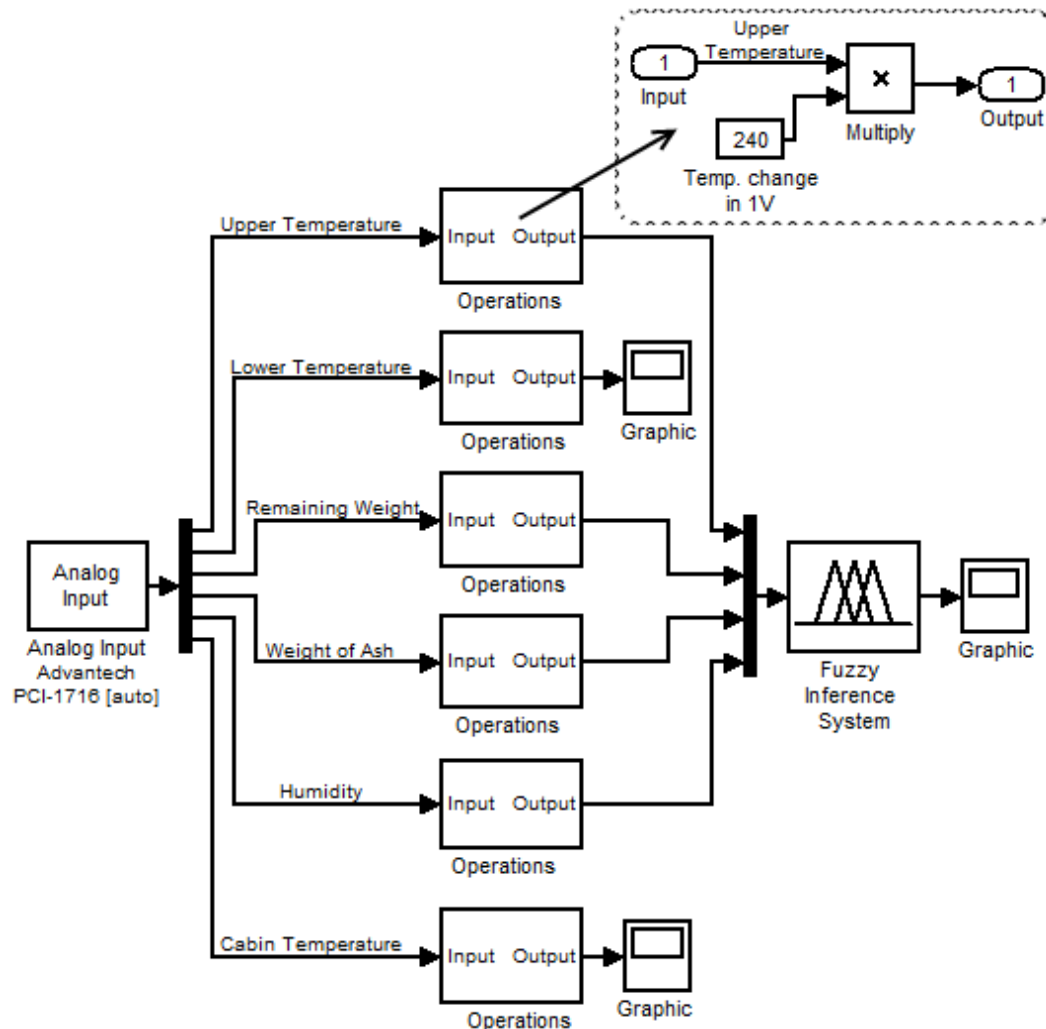 Upper
Temperature
1
Input
×
Multiply
1
Output
240
Temp. change
in 1V
Upper Temperature
Input Output
Operations
Lower Temperature
Input Output
Operations
Graphic
Remaining Weight
Input Output
Operations
Analog
Input
Analog Input
Advantech
PCI-1716 [auto]
Weight of Ash
Input Output
Operations
Fuzzy
Inference
System
Graphic
Humidity
Input Output
Operations
Cabin Temperature
Input Output
Operations
Graphic